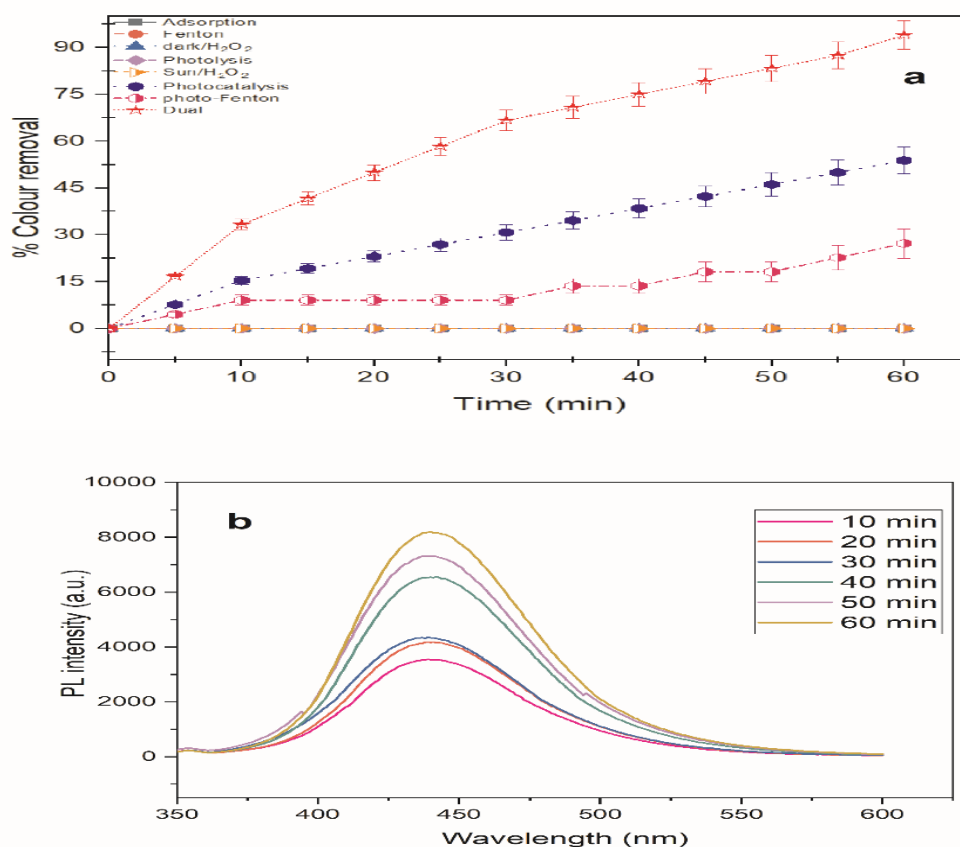 Adsorption
Fenton
dark/H₂O₂
Photolysis
Sun/H₂O₂
Photocatalysis
photo-Fenton
Dual
a
90
75
60
45
30
15
0
% Colour removal
0 10 20 30 40 50 60
Time (min)
b
10000
8000
6000
4000
2000
0
PL intensity (a.u.)
10 min
20 min
30 min
40 min
50 min
60 min
350 400 450 500 550 600
Wavelength (nm)